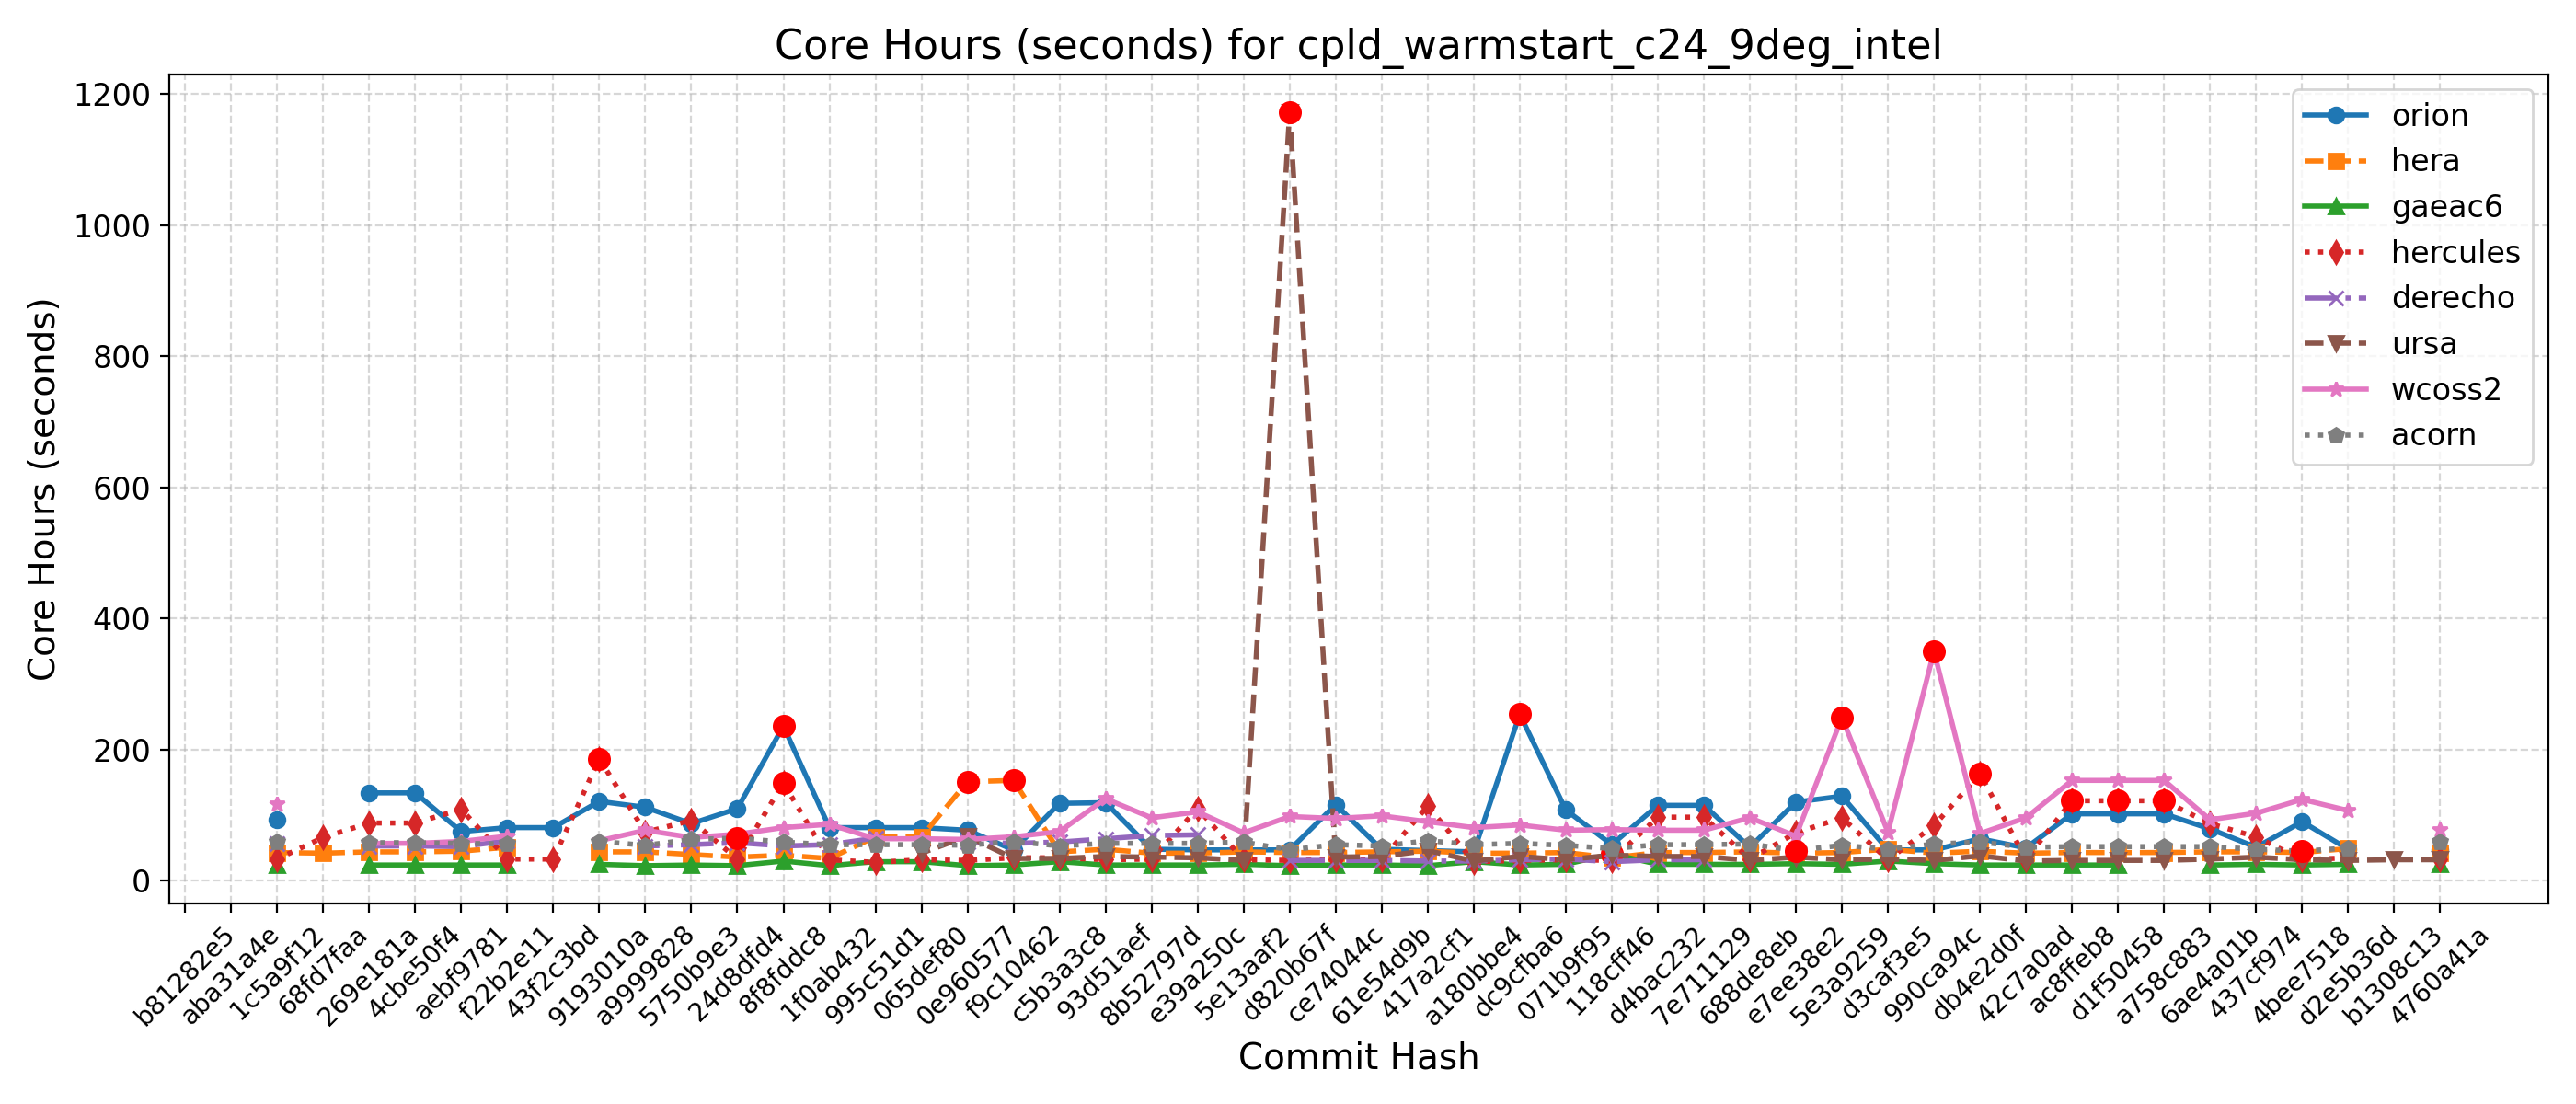 Core Hours (seconds) for cpld_warmstart_c24_9deg_intel
Core Hours (seconds)
1200
1000
800
600
400
200
0
orion
hera
gaeac6
hercules
derecho
ursa
wcoss2
acorn
b81282e5
aba31a4e
1c5a9f12
68fd7faa
269e181a
4cbe50f4
aebf9781
f22b2e11
43f2c3bd
9193010a
a9999828
5750b9e3
24d8dfd4
8f8fddc8
1f0ab432
995c51d1
065def80
0e960577
f9c10462
c5b3a3c8
93d51aef
8b52797d
e39a250c
5e13aaf2
d820b67f
ce74044c
61e54d9b
417a2cf1
a180bbe4
dc9cfba6
071b9f95
118cff46
d4bac232
7e711129
688de8eb
e7ee38e2
5e3a9259
d3caf3e5
990ca94c
db4e2d0f
42c7a0ad
ac8ffeb8
d1f50458
a758c883
6ae4a01b
437cf974
4bee7518
d2e5b36d
b1308c13
4760a41a
Commit Hash